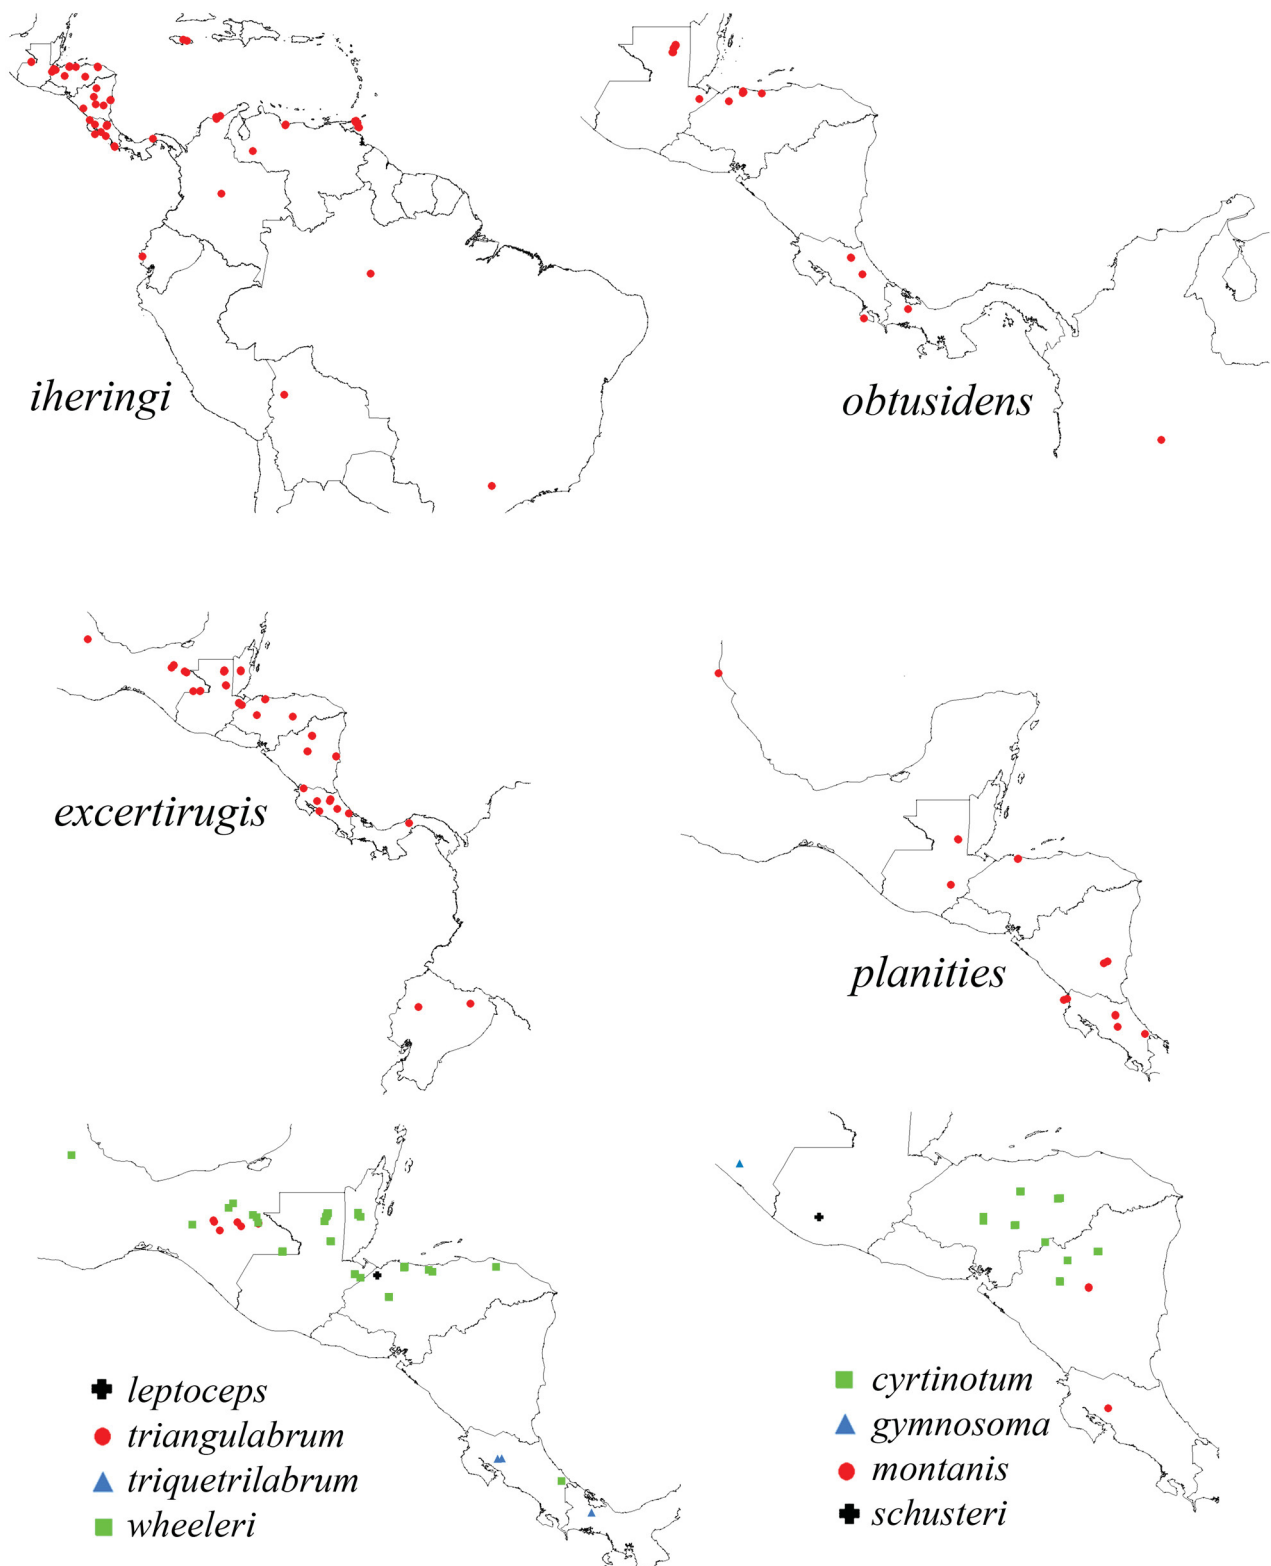 iheringi
obtusidens
excertirugis
planities
leptoceps
triangulabrum
triquetrilabrum
wheeleri
cyrtinotum
gymnosoma
montanis
schusteri